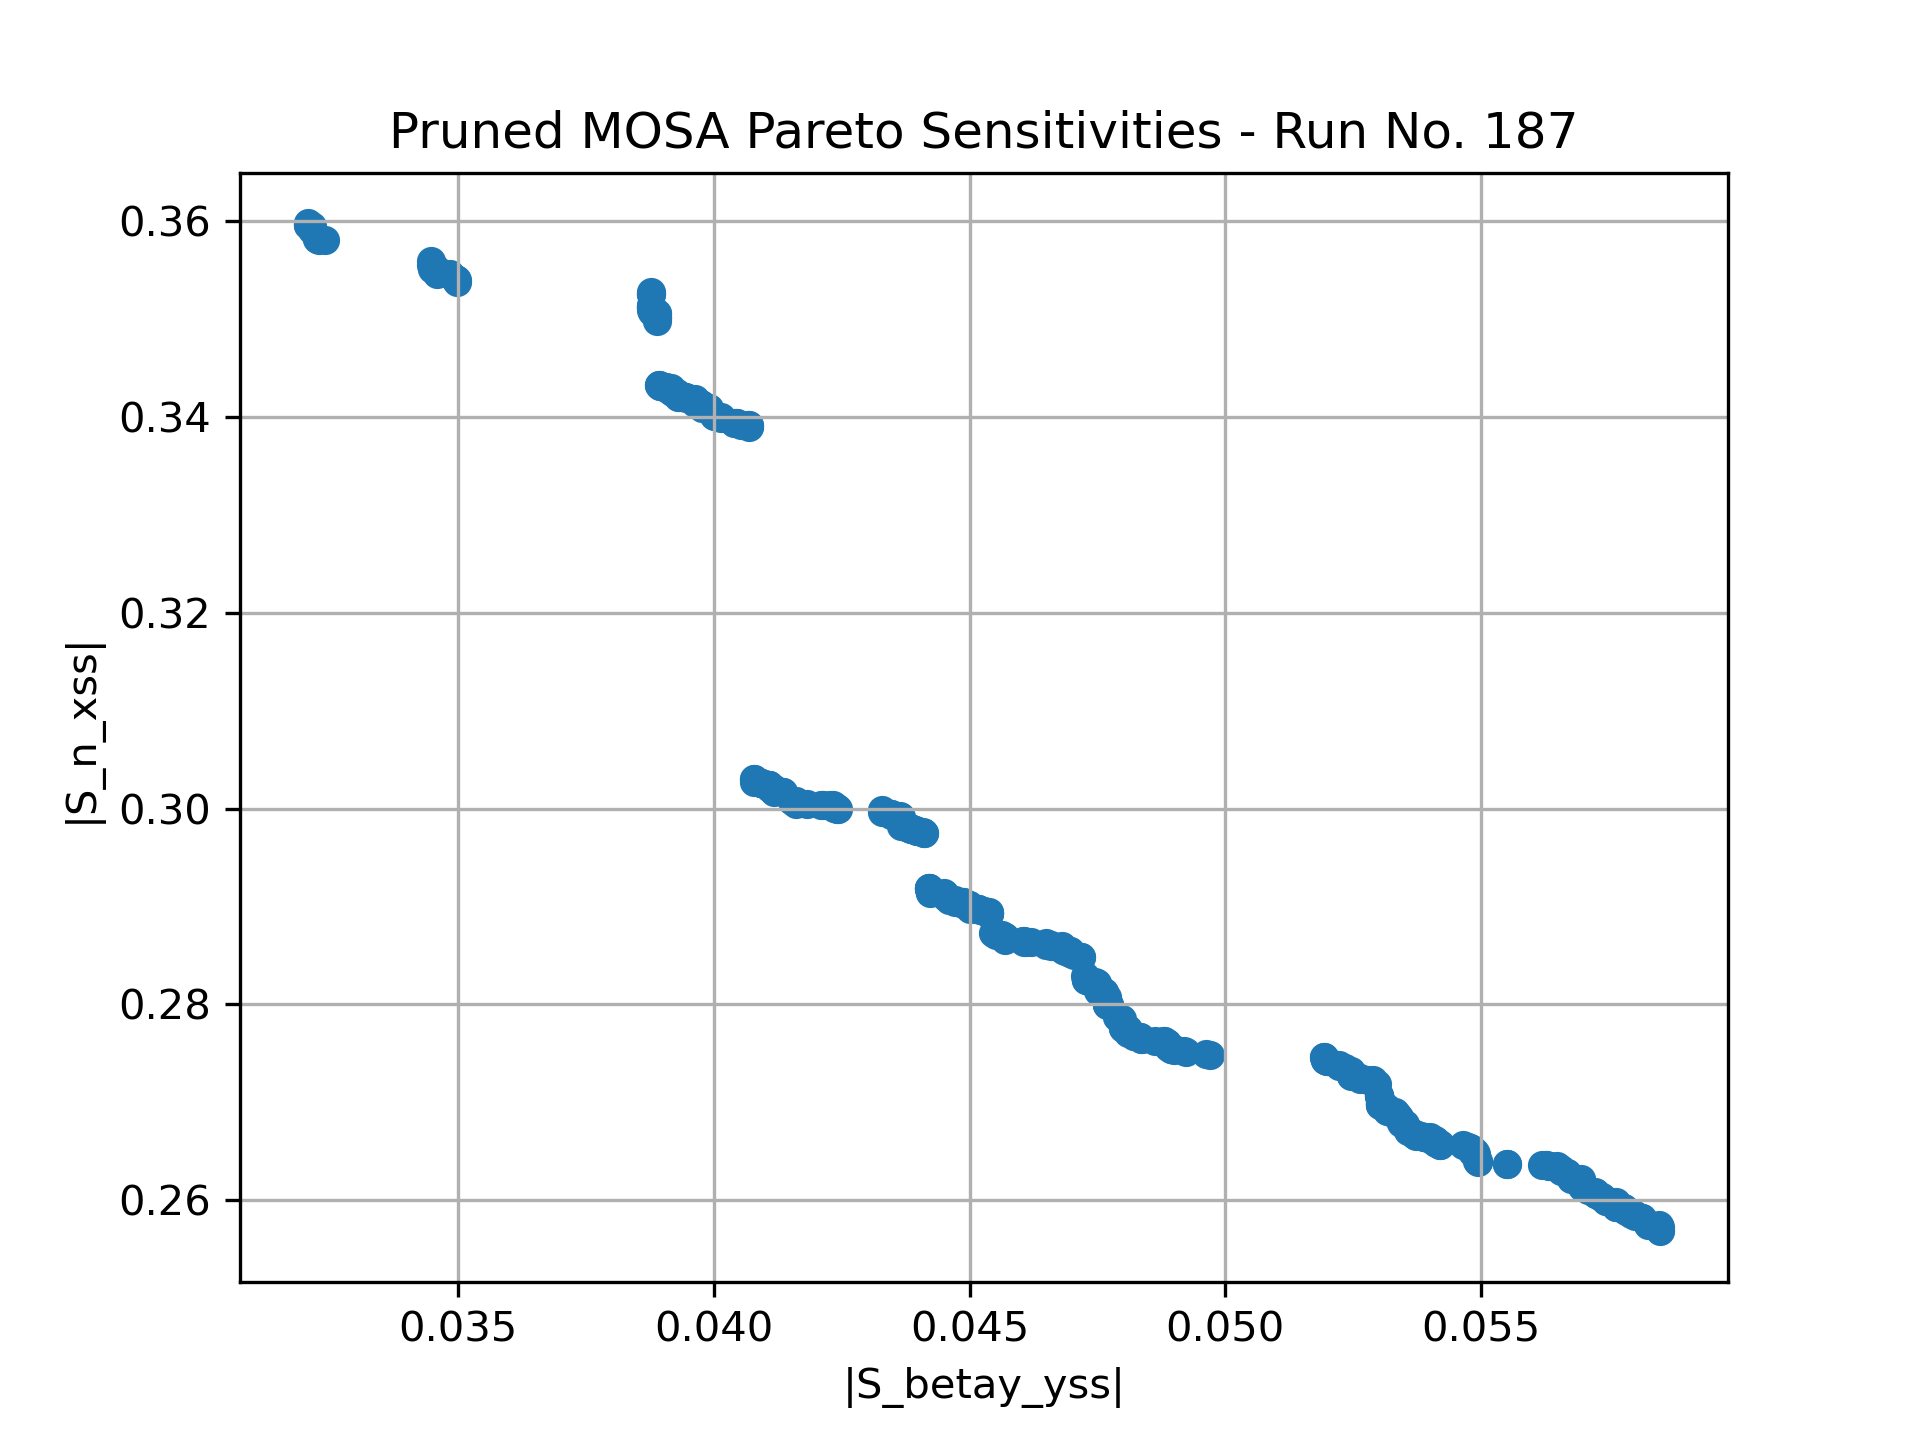 Pruned MOSA Pareto Sensitivities - Run No. 187
0.36
0.34
0.32
0.30
0.28
0.26
|S_n_xss|
0.035 0.040 0.045 0.050 0.055
|S_betay_yss|